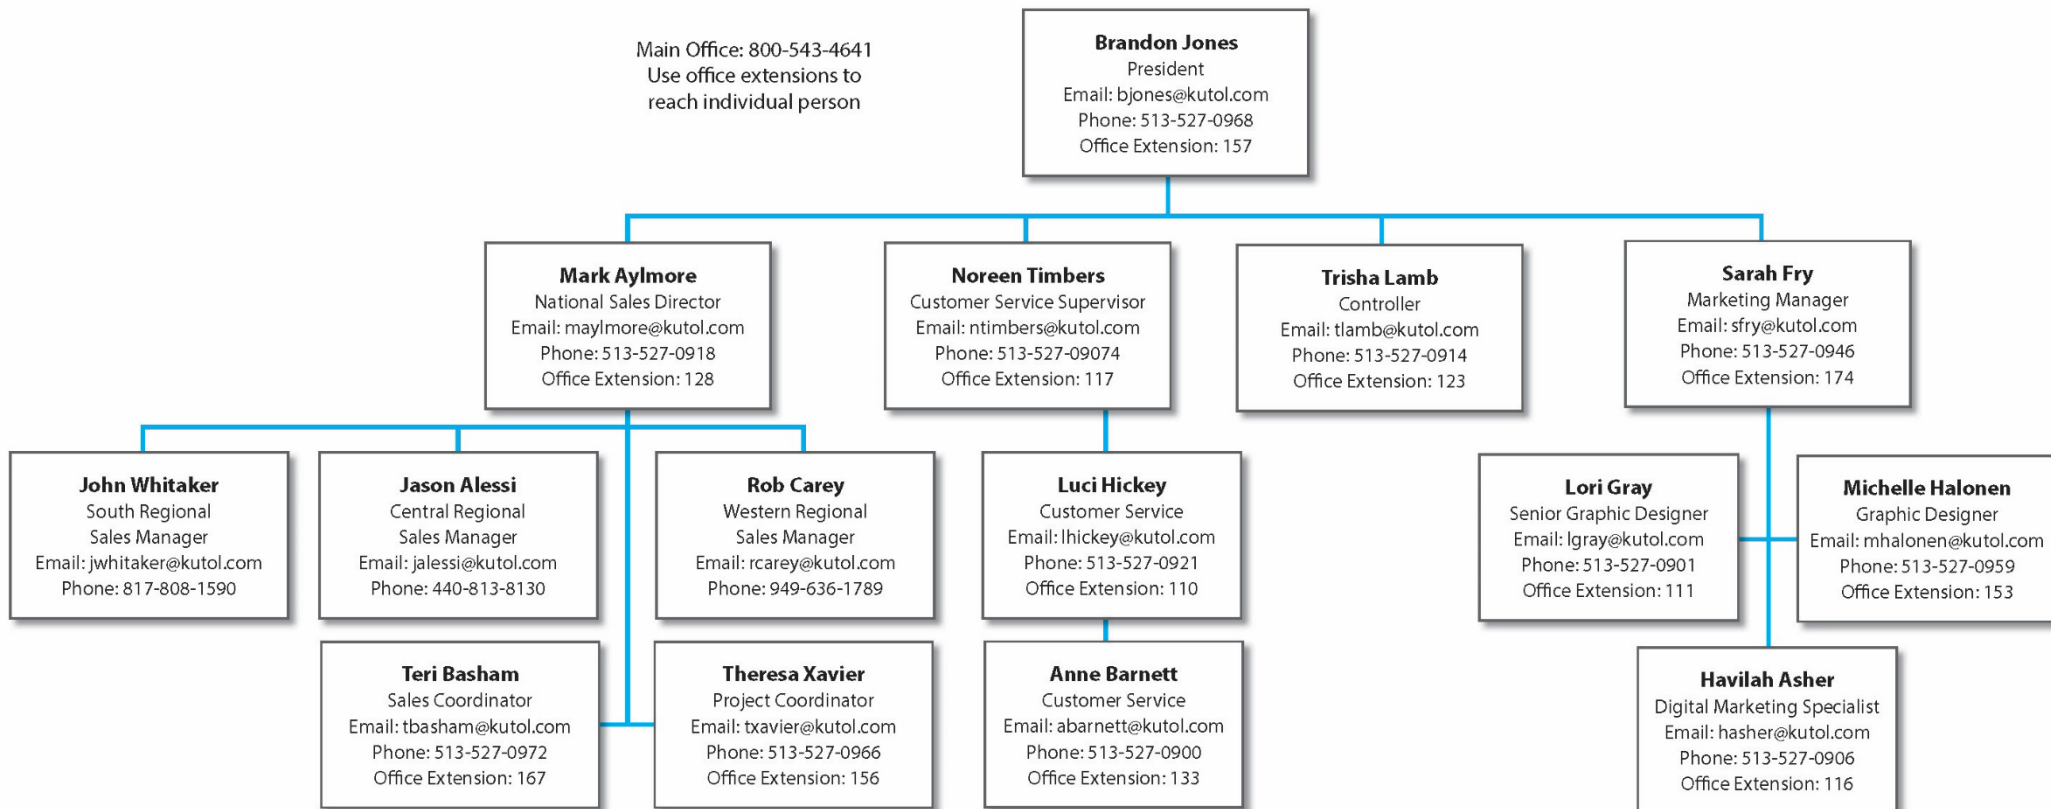 Main Office: 800-543-4641
Use office extensions to
reach individual person
Brandon Jones
President
Email: bjones@kutol.com
Phone: 513-527-0968
Office Extension: 157
Mark Aylmore
National Sales Director
Email: maylmore@kutol.com
Phone: 513-527-0918
Office Extension: 128
Noreen Timbers
Customer Service Supervisor
Email: ntimbers@kutol.com
Phone: 513-527-09074
Office Extension: 117
Trisha Lamb
Controller
Email: tlamb@kutol.com
Phone: 513-527-0914
Office Extension: 123
Sarah Fry
Marketing Manager
Email: sfry@kutol.com
Phone: 513-527-0946
Office Extension: 174
John Whitaker
South Regional
Sales Manager
Email: jwhitaker@kutol.com
Phone: 817-808-1590
Jason Alessi
Central Regional
Sales Manager
Email: jalessi@kutol.com
Phone: 440-813-8130
Rob Carey
Western Regional
Sales Manager
Email: rcarey@kutol.com
Phone: 949-636-1789
Luci Hickey
Customer Service
Email: lhickey@kutol.com
Phone: 513-527-0921
Office Extension: 110
Lori Gray
Senior Graphic Designer
Email: lgray@kutol.com
Phone: 513-527-0901
Office Extension: 111
Michelle Halonen
Graphic Designer
Email: mhalonen@kutol.com
Phone: 513-527-0959
Office Extension: 153
Teri Basham
Sales Coordinator
Email: tbasham@kutol.com
Phone: 513-527-0972
Office Extension: 167
Theresa Xavier
Project Coordinator
Email: txavier@kutol.com
Phone: 513-527-0966
Office Extension: 156
Anne Barnett
Customer Service
Email: abarnett@kutol.com
Phone: 513-527-0900
Office Extension: 133
Havilah Asher
Digital Marketing Specialist
Email: hasher@kutol.com
Phone: 513-527-0906
Office Extension: 116